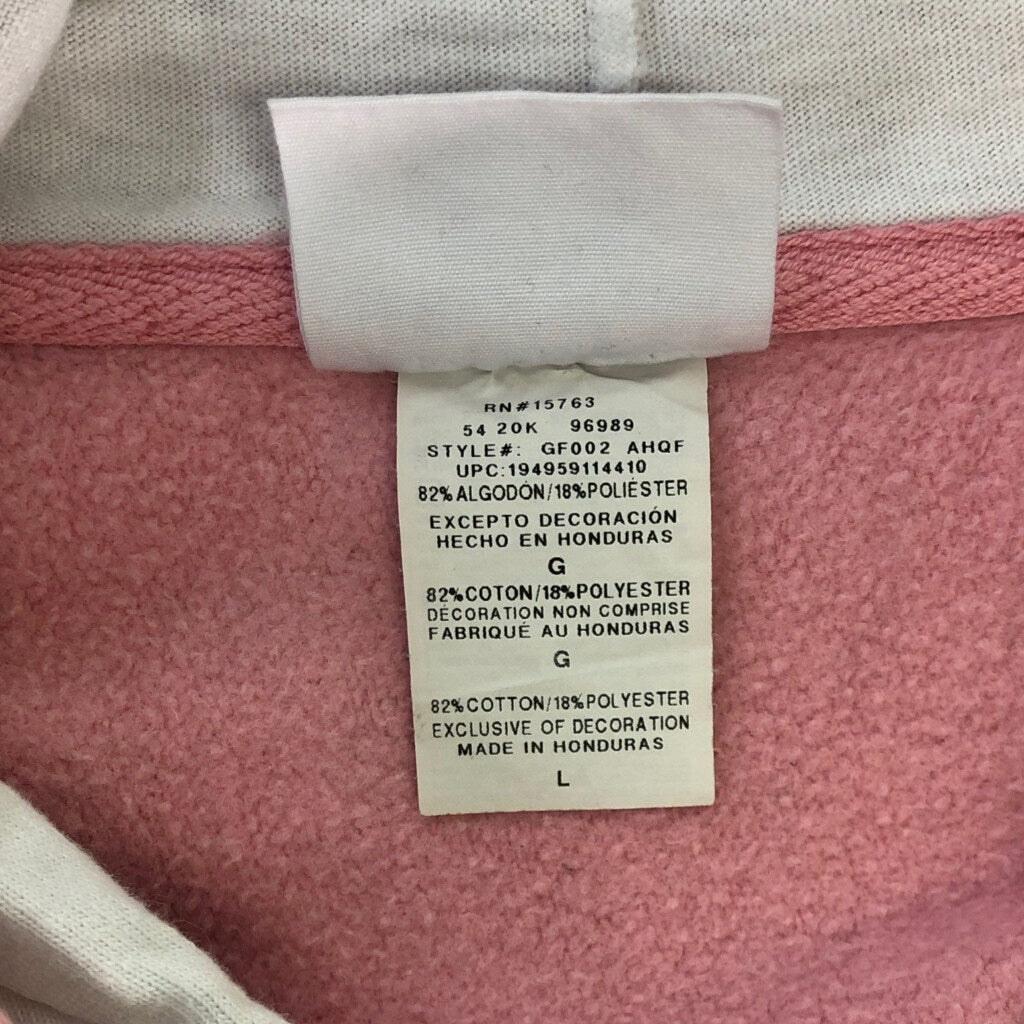 RN#15763
54 20K 96989
STYLE#: GF002 AHQF
UPC:194959114410
82%ALGODÓN/18%POLIÉSTER
EXCEPTO DECORACIÓN
HECHO EN HONDURAS
G
82%COTON/18%POLYESTER
DÉCORATION NON COMPRISE
FABRIQUÉ AU HONDURAS
G
82%COTTON/18%POLYESTER
EXCLUSIVE OF DECORATION
MADE IN HONDURAS
L